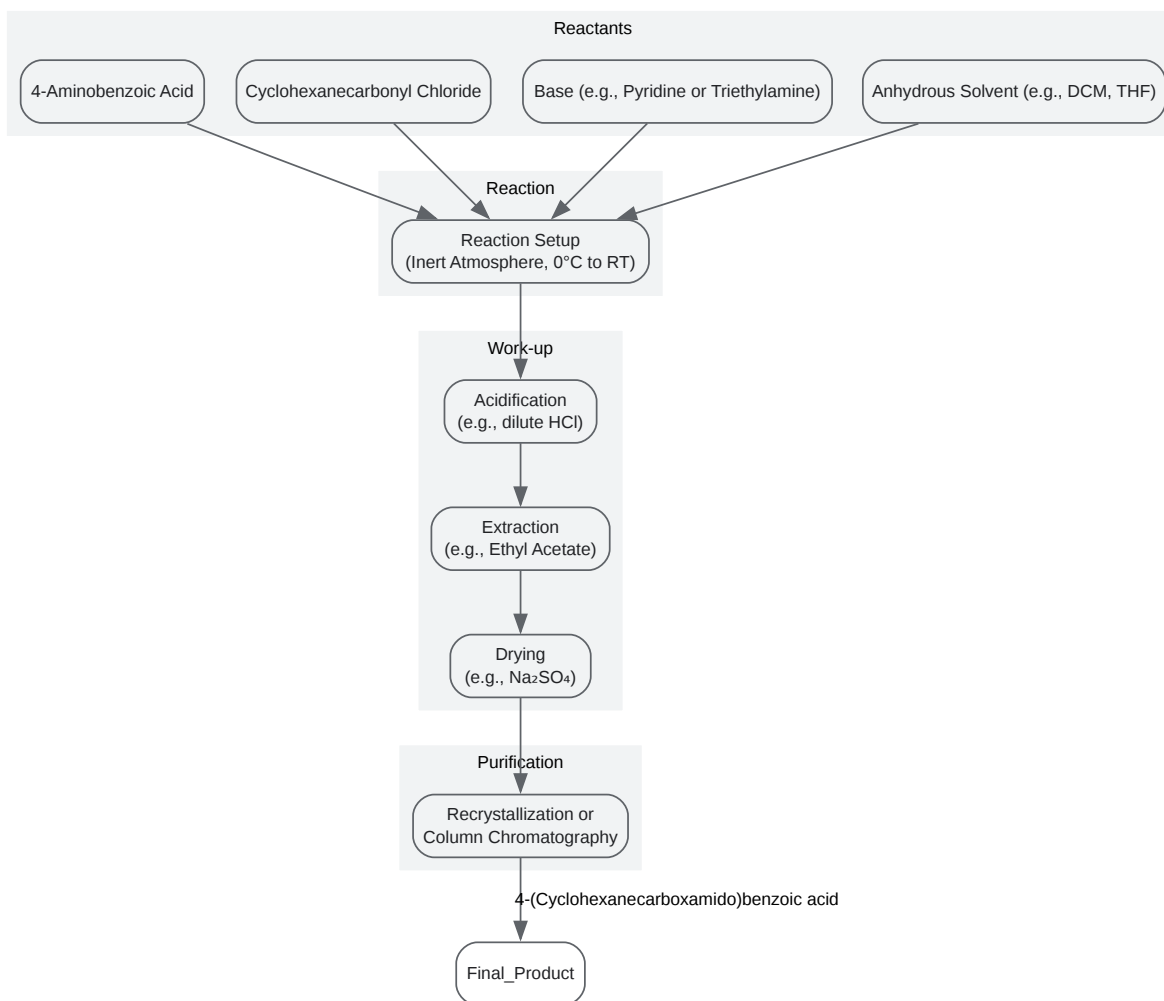 Reactants
4-Aminobenzoic Acid
Cyclohexanecarbonyl Chloride
Base (e.g., Pyridine or Triethylamine)
Anhydrous Solvent (e.g., DCM, THF)
Reaction
Reaction Setup
(Inert Atmosphere, 0°C to RT)
Work-up
Acidification
(e.g., dilute HCl)
Extraction
(e.g., Ethyl Acetate)
Drying
(e.g., Na₂SO₄)
Purification
Recrystallization or
Column Chromatography
4-(Cyclohexanecarboxamido)benzoic acid
Final_Product